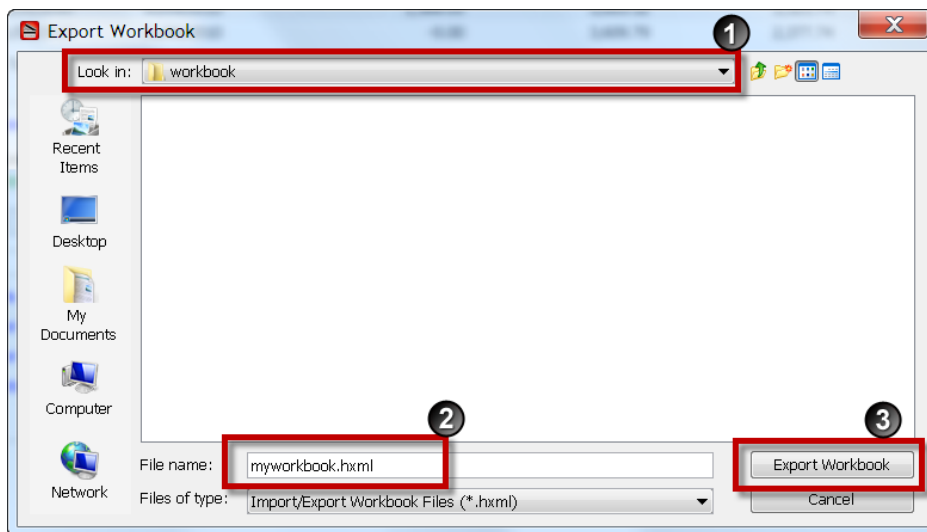 Export Workbook
1
Look in: workbook
Recent
Items
Desktop
My
Documents
Computer
Network
2
3
File name: myworkbook.hxml
Export Workbook
Files of type: Import/Export Workbook Files (*.hxml)
Cancel